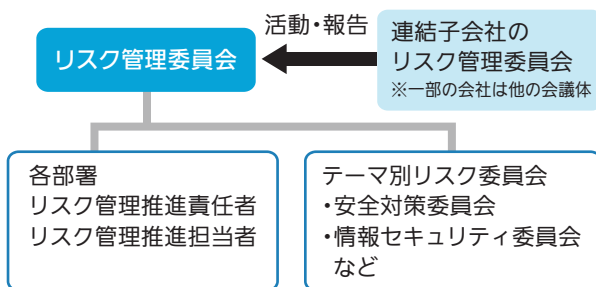 リスク管理委員会
活動・報告
連結子会社の
リスク管理委員会
※一部の会社は他の会議体
各部署
リスク管理推進責任者
リスク管理推進担当者
テーマ別リスク委員会
・安全対策委員会
・情報セキュリティ委員会
など